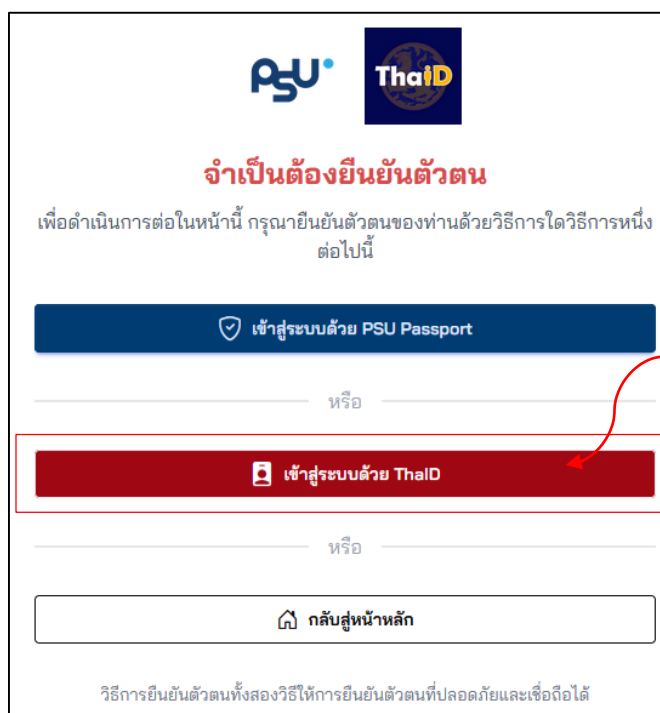 PSU ThaiD
จำเป็นต้องยืนยันตัวตน
เพื่อดำเนินการต่อในหน้านี้ กรุณายืนยันตัวตนของท่านด้วยวิธีการใดวิธีการหนึ่ง
ต่อไปนี้
เข้าสู่ระบบด้วย PSU Passport
หรือ
เข้าสู่ระบบด้วย ThaID
หรือ
กลับสู่หน้าหลัก
วิธีการยืนยันตัวตนทั้งสองวิธีให้การยืนยันตัวตนที่ปลอดภัยและเชื่อถือได้